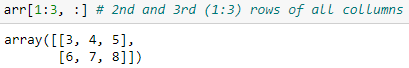 arr[1:3, :] # 2nd and 3rd (1:3) rows of all collumns
array([[3, 4, 5],
       [6, 7, 8]])